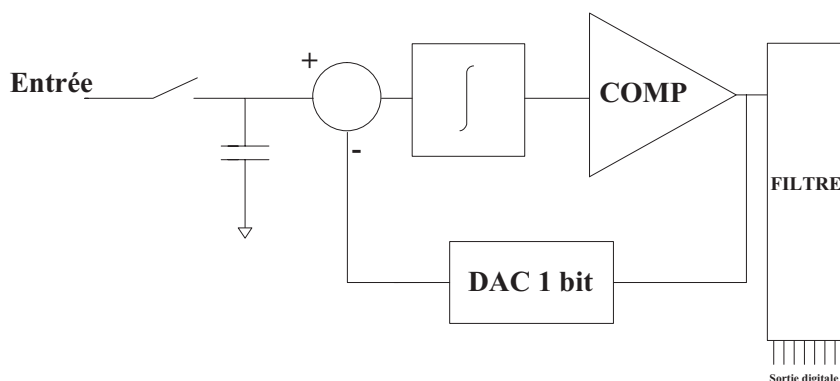 Entrée
+
-
∫
COMP
FILTRE
DAC 1 bit
Sortie digitale